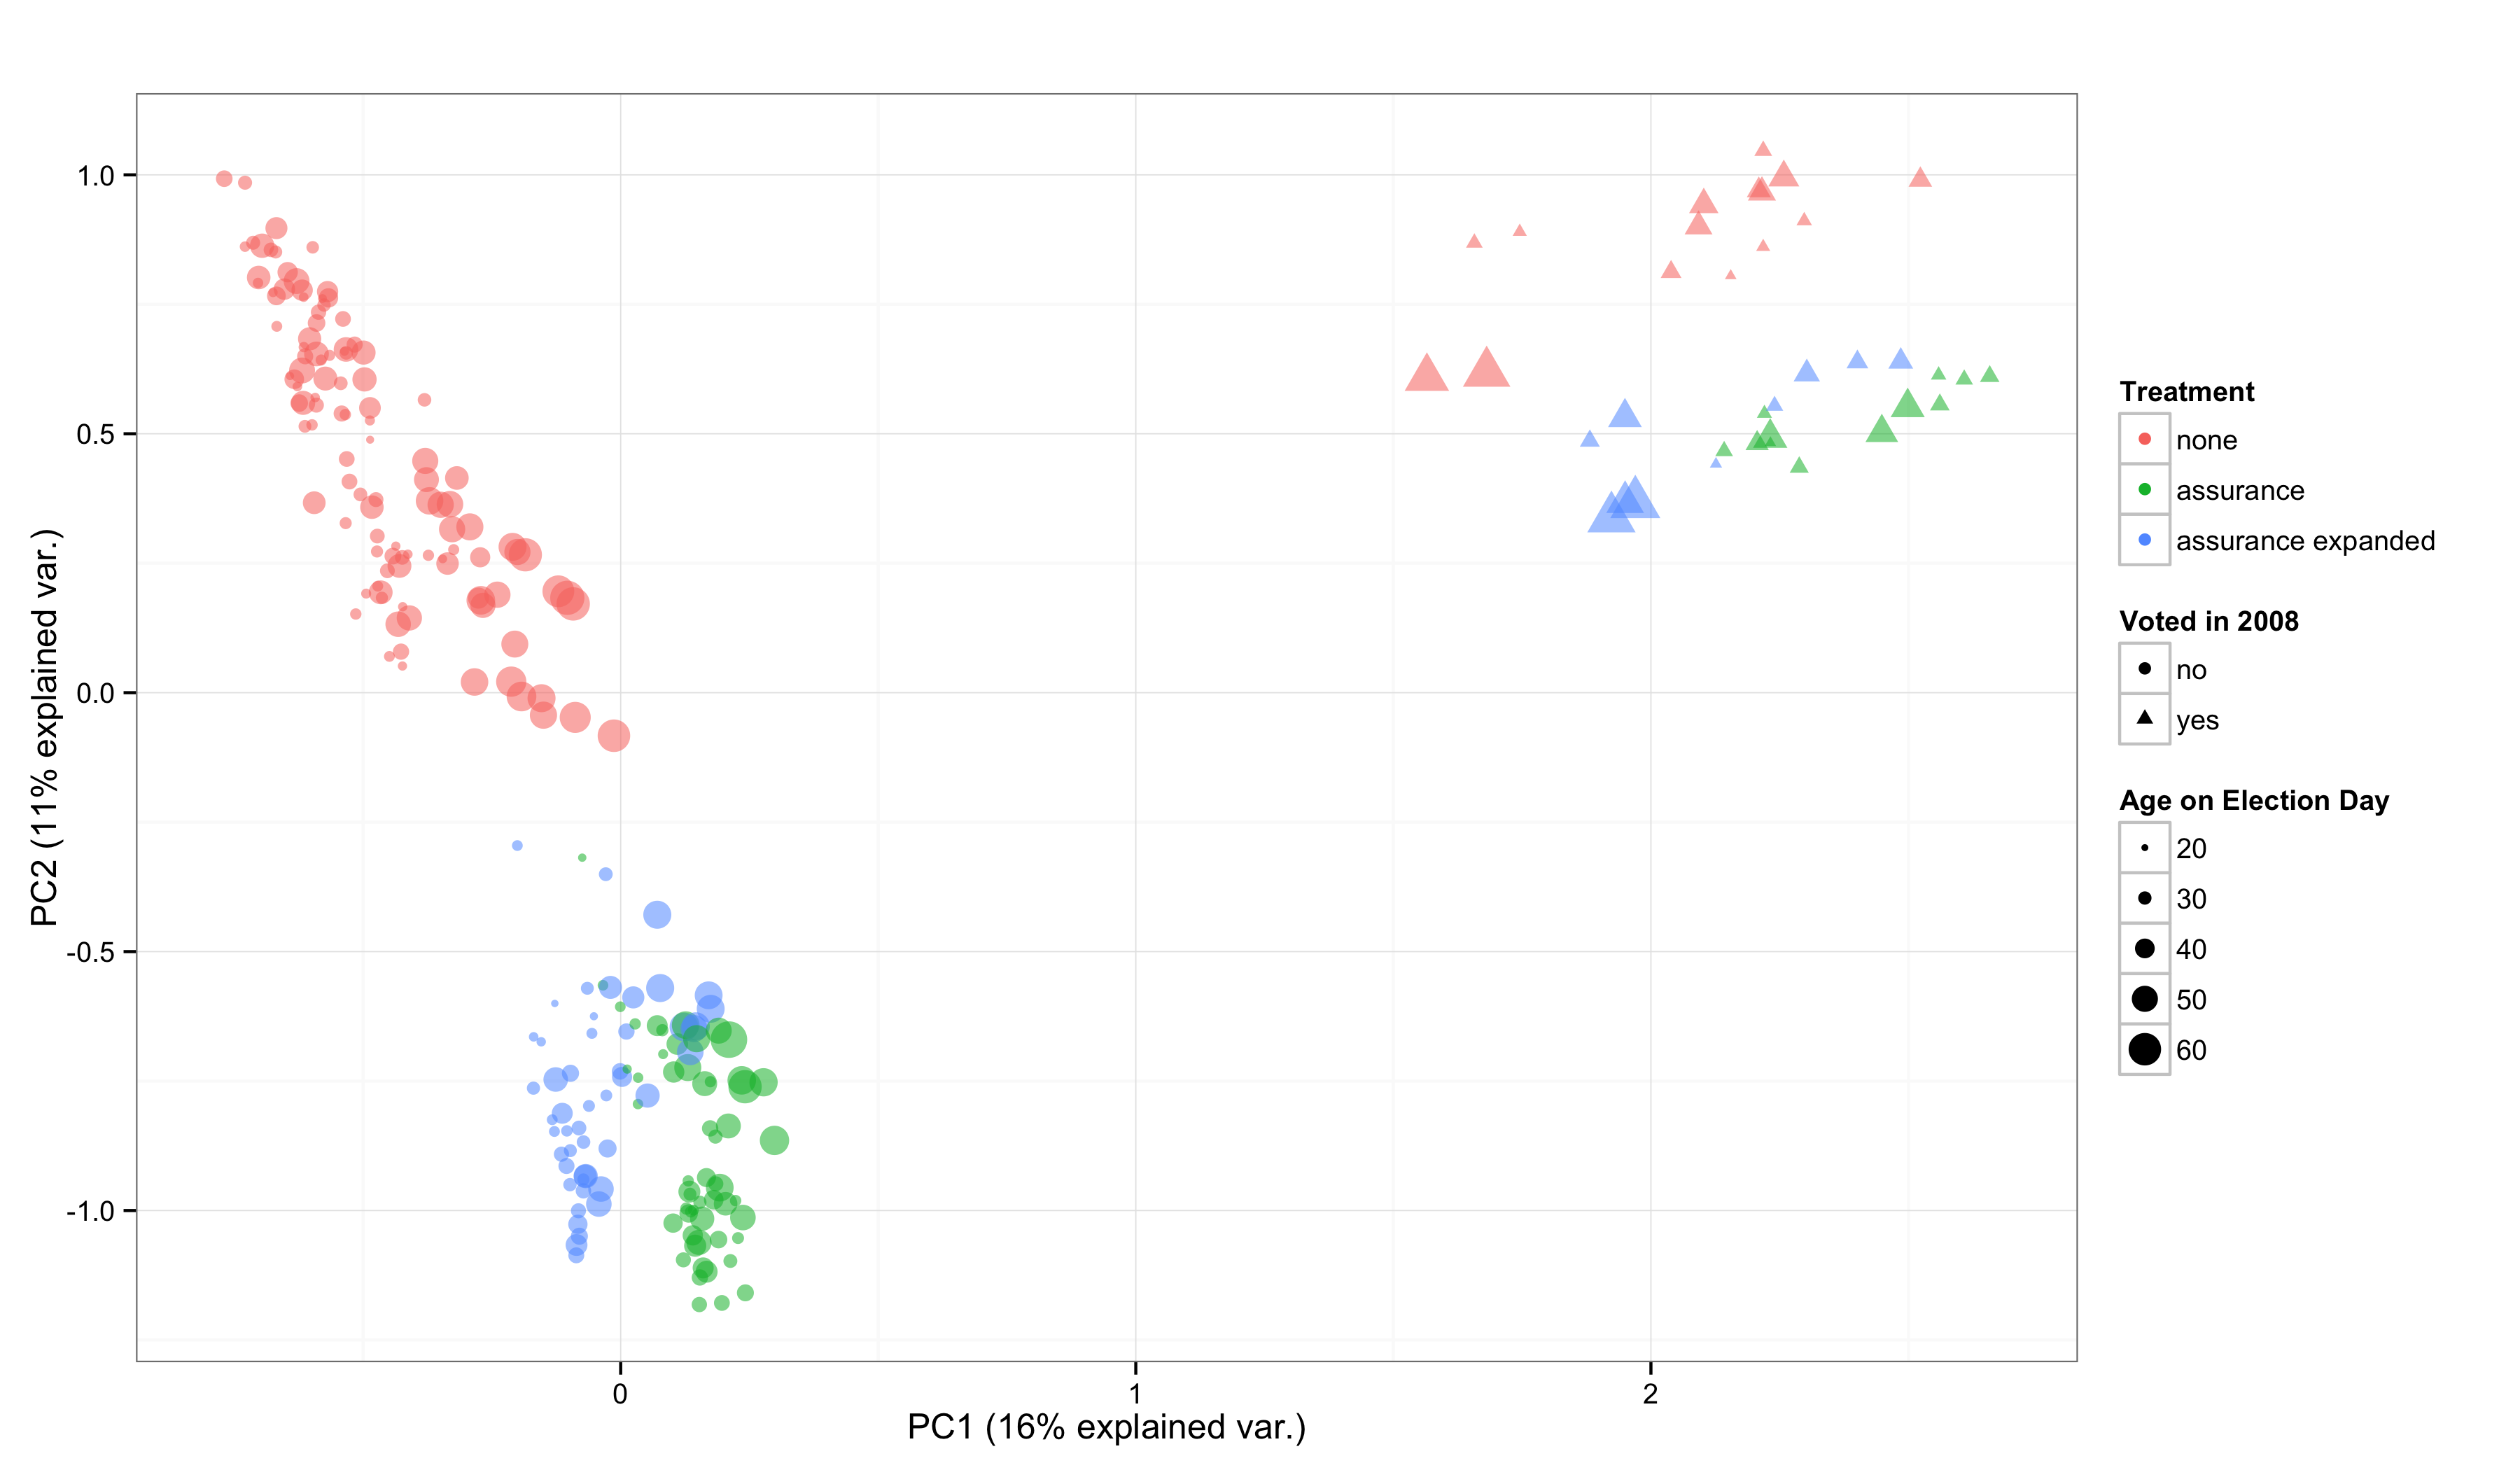 1.0
0.5
0.0
-0.5
-1.0
PC2 (11% explained var.)
0
1
2
PC1 (16% explained var.)
Treatment
none
assurance
assurance expanded
Voted in 2008
no
yes
Age on Election Day
20
30
40
50
60